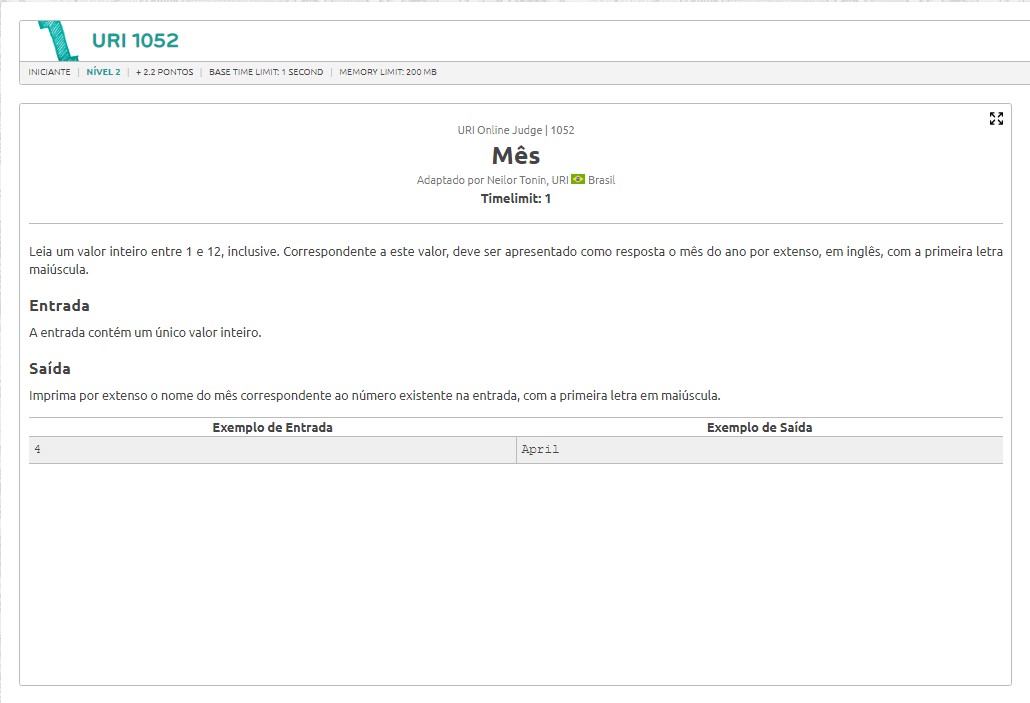 URI 1052
INICIANTE | NÍVEL 2 | + 2.2 PONTOS | BASE TIME LIMIT: 1 SECOND | MEMORY LIMIT: 200 MB
URI Online Judge | 1052
Mês
Adaptado por Neilor Tonin, URI Brasil
Timelimit: 1
Leia um valor inteiro entre 1 e 12, inclusive. Correspondente a este valor, deve ser apresentado como resposta o mês do ano por extenso, em inglês, com a primeira letra
maiúscula.
Entrada
A entrada contém um único valor inteiro.
Saída
Imprima por extenso o nome do mês correspondente ao número existente na entrada, com a primeira letra em maiúscula.
Exemplo de Entrada Exemplo de Saída
4 April